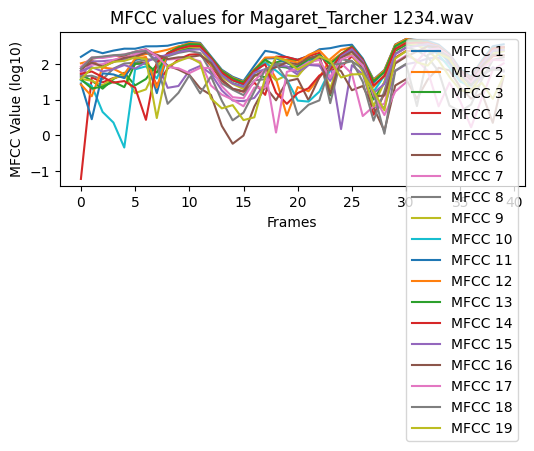 MFCC values for Magaret_Tarcher 1234.wav
MFCC Value (log10)
2
1
0
−1
0
5
10
15
20
25
30
35
40
Frames
MFCC 1
MFCC 2
MFCC 3
MFCC 4
MFCC 5
MFCC 6
MFCC 7
MFCC 8
MFCC 9
MFCC 10
MFCC 11
MFCC 12
MFCC 13
MFCC 14
MFCC 15
MFCC 16
MFCC 17
MFCC 18
MFCC 19